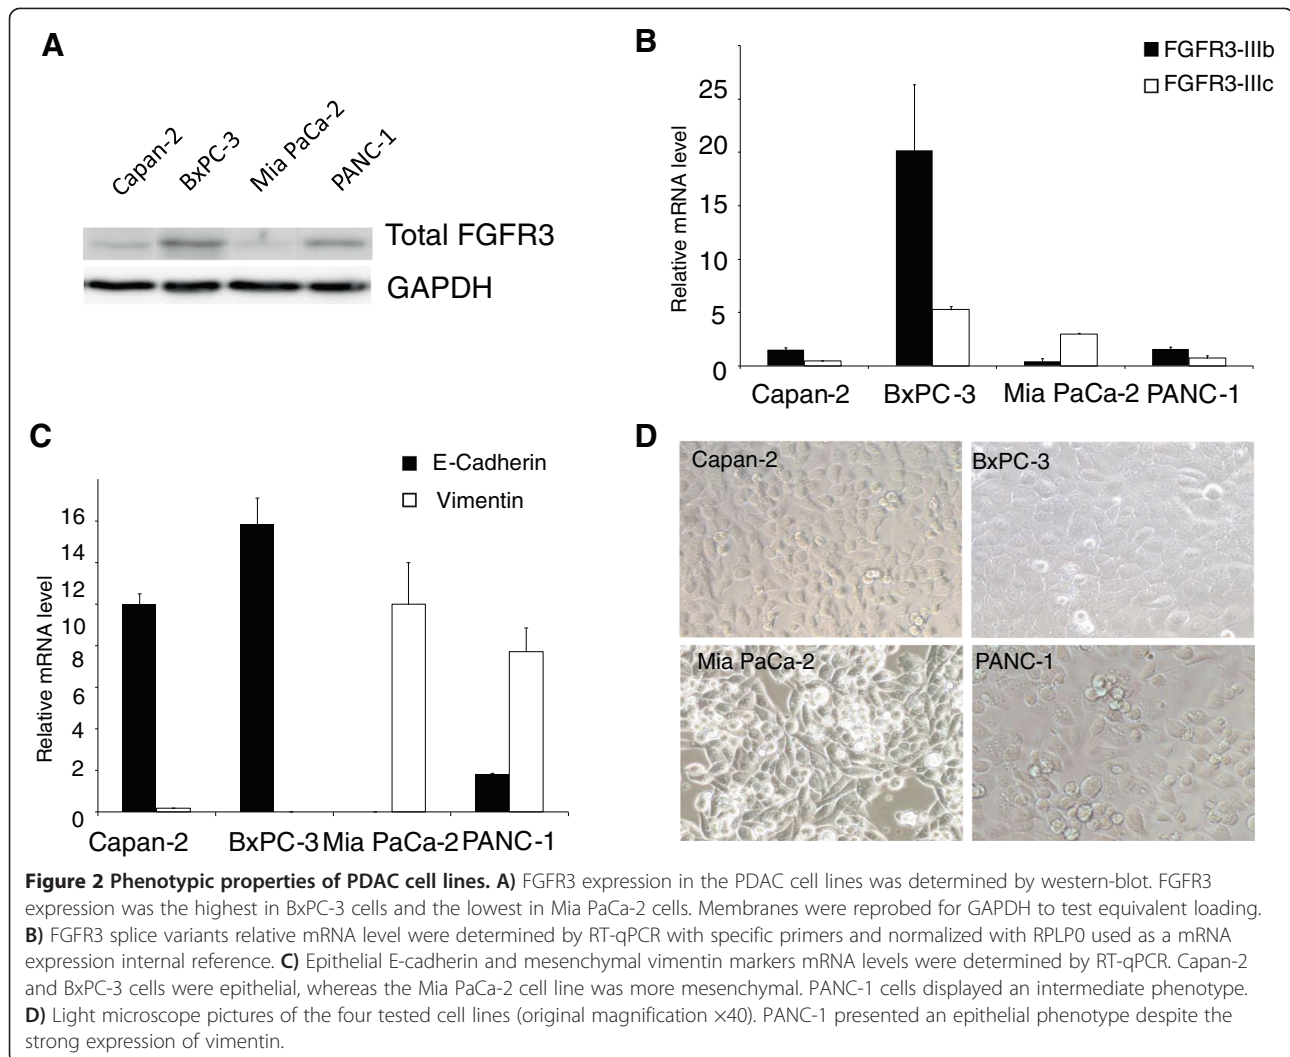 A
Capan-2
BxPC-3
Mia PaCa-2
PANC-1
Total FGFR3
GAPDH
B
FGFR3-IIIb
FGFR3-IIIc
Relative mRNA level
25
20
15
10
5
0
Capan-2
BxPC-3
Mia PaCa-2
PANC-1
C
E-Cadherin
Vimentin
Relative mRNA level
16
14
12
10
8
6
4
2
0
Capan-2
BxPC-3
Mia PaCa-2
PANC-1
D
Capan-2
BxPC-3
Mia PaCa-2
PANC-1
Figure 2 Phenotypic properties of PDAC cell lines. A) FGFR3 expression in the PDAC cell lines was determined by western-blot. FGFR3
expression was the highest in BxPC-3 cells and the lowest in Mia PaCa-2 cells. Membranes were reprobed for GAPDH to test equivalent loading.
B) FGFR3 splice variants relative mRNA level were determined by RT-qPCR with specific primers and normalized with RPLP0 used as a mRNA
expression internal reference. C) Epithelial E-cadherin and mesenchymal vimentin markers mRNA levels were determined by RT-qPCR. Capan-2
and BxPC-3 cells were epithelial, whereas the Mia PaCa-2 cell line was more mesenchymal. PANC-1 cells displayed an intermediate phenotype.
D) Light microscope pictures of the four tested cell lines (original magnification ×40). PANC-1 presented an epithelial phenotype despite the
strong expression of vimentin.